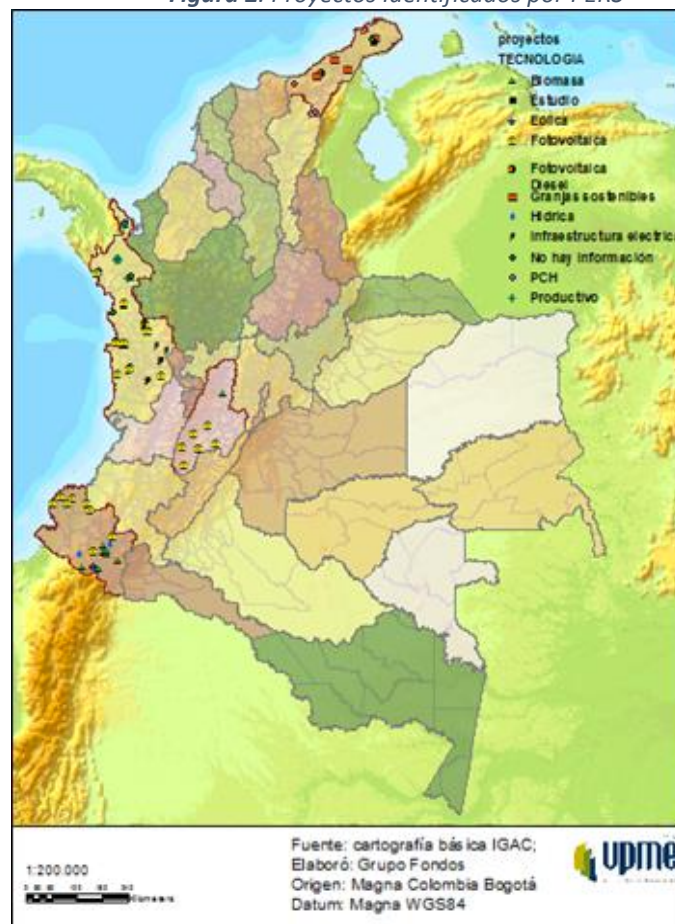 Proyectos identificados por PERS
proyectos
TECNOLOGIA
Biomasa
Estudio
Eolica
Fotovoltaica
Fotovoltaica
Diesel
Granjas sostenibles
Hidrica
Infraestructura electrica
No hay información
PCH
Productivo
1:200.000
Fuente: cartografía básica IGAC;
Elaboró: Grupo Fondos
Origen: Magna Colombia Bogotá
Datum: Magna WGS84
upme